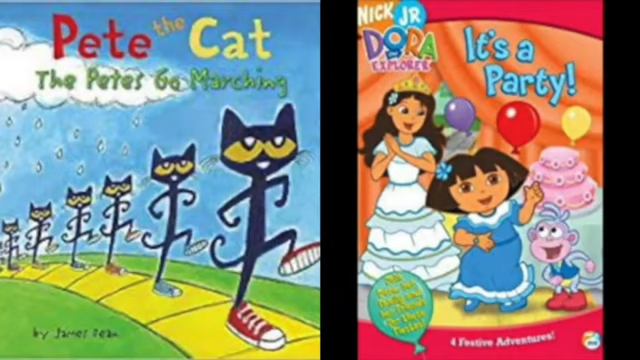 Pete the Cat
The Petes Go Marching
by James Dean
NICK JR
DORA
the
EXPLORER
It's a
Party!
4 Festive Adventures!